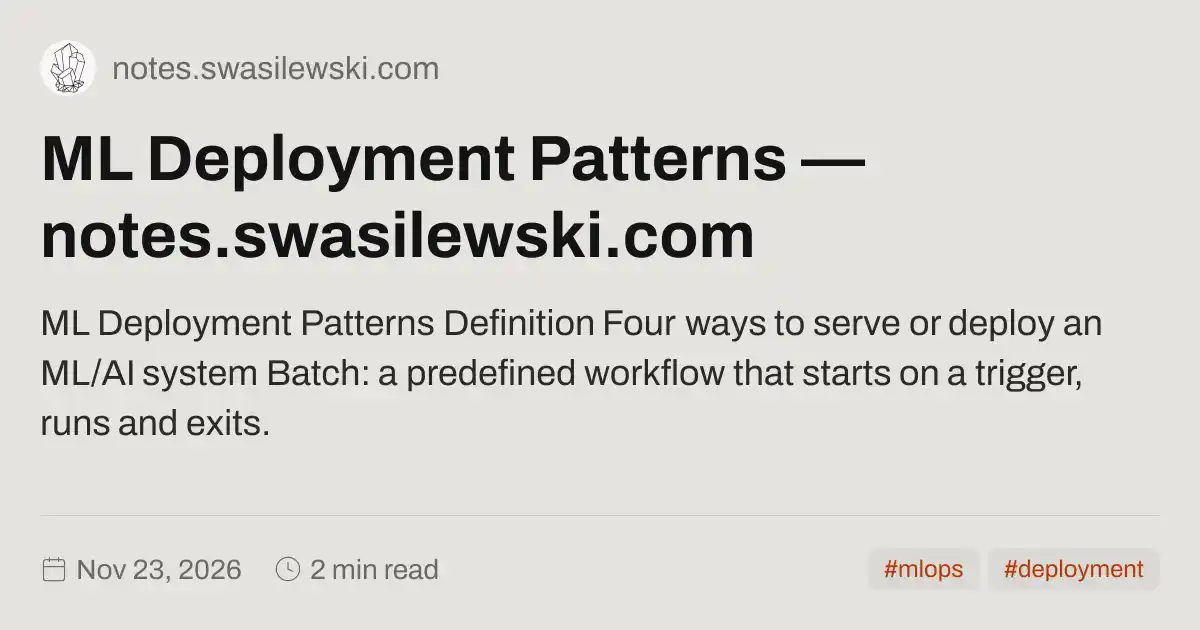 notes.swasilewski.com
ML Deployment Patterns —
notes.swasilewski.com
ML Deployment Patterns Definition Four ways to serve or deploy an
ML/AI system Batch: a predefined workflow that starts on a trigger,
runs and exits.
Nov 23, 2026 2 min read #mlops #deployment